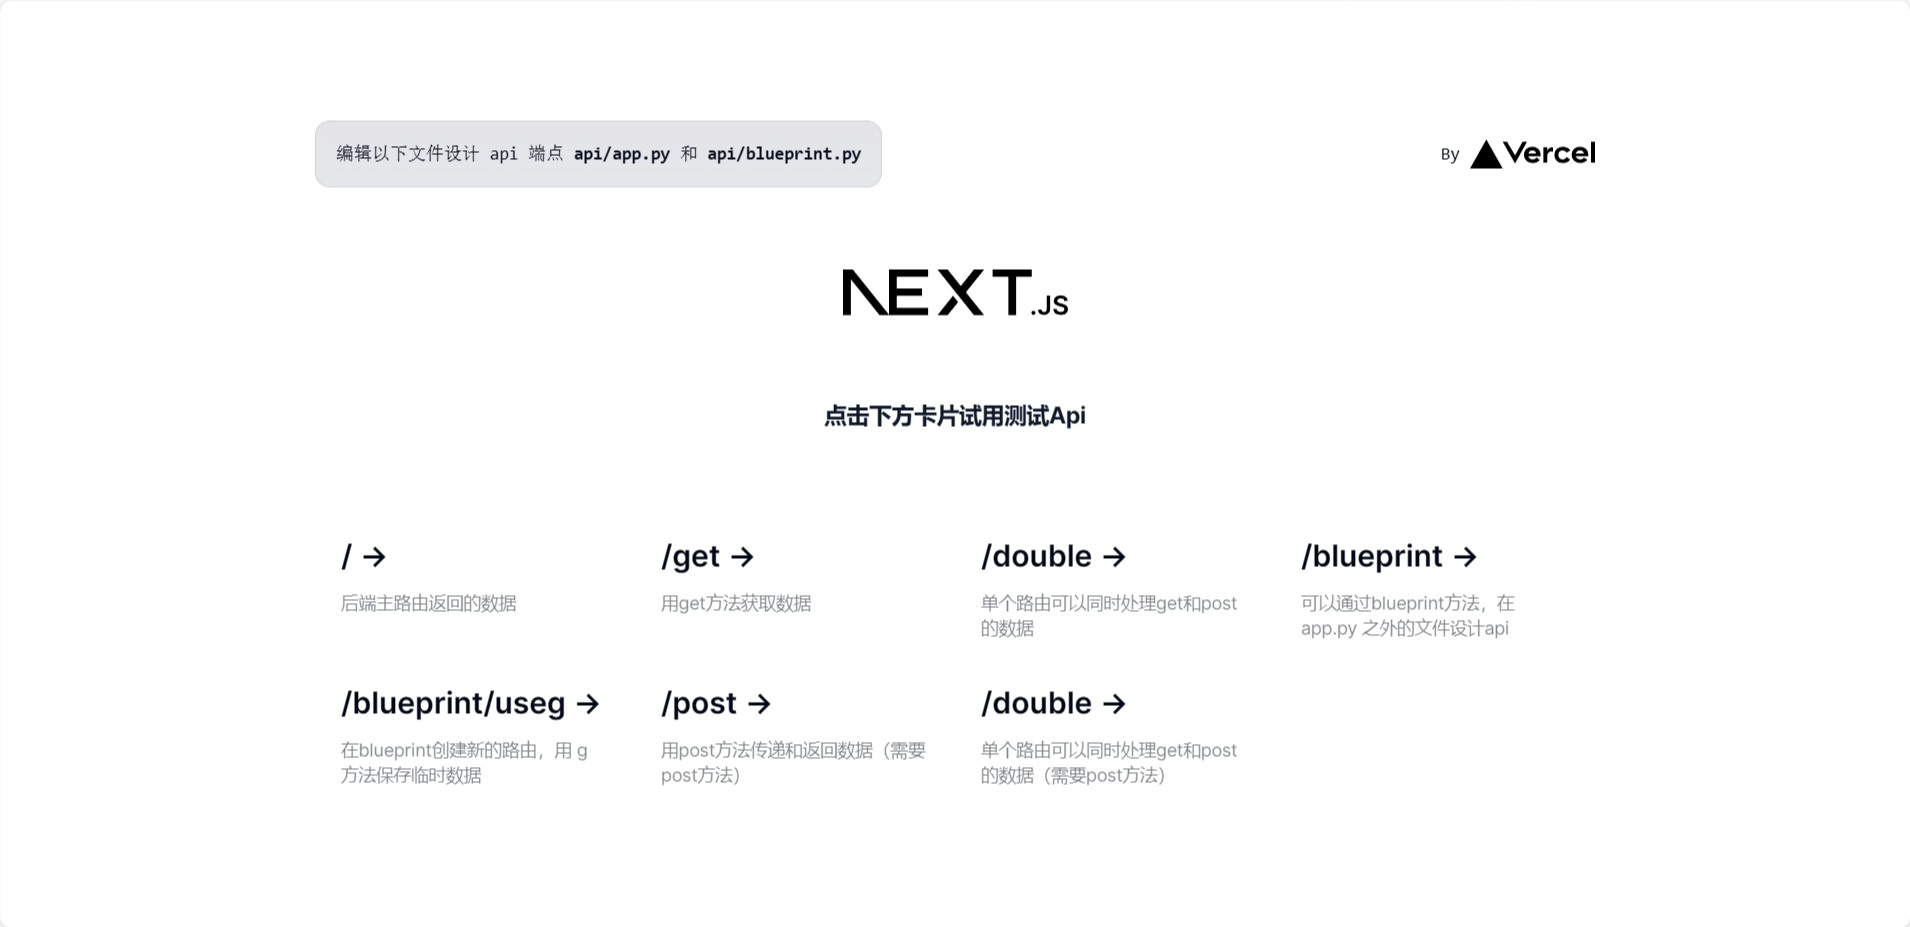 编辑以下文件设计 api 端点 api/app.py 和 api/blueprint.py
By Vercel
NEXT.JS
点击下方卡片试用测试Api
/ →
后端主路由返回的数据
/get →
用get方法获取数据
/double →
单个路由可以同时处理get和post
的数据
/blueprint →
可以通过blueprint方法，在
app.py 之外的文件设计api
/blueprint/useg →
在blueprint创建新的路由，用 g
方法保存临时数据
/post →
用post方法传递和返回数据（需要
post方法）
/double →
单个路由可以同时处理get和post
的数据（需要post方法）